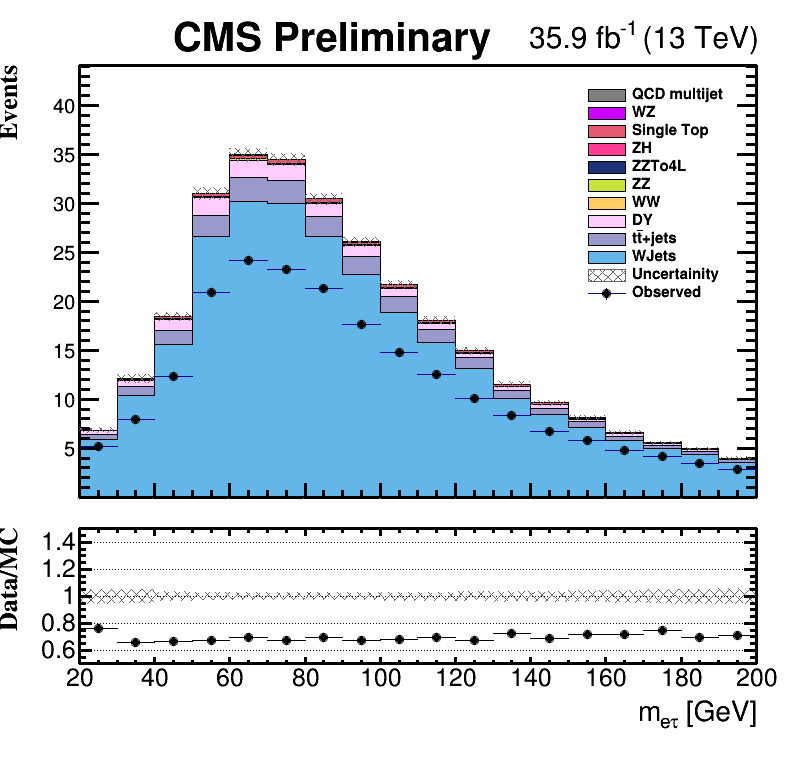 CMS Preliminary 35.9 fb⁻¹ (13 TeV)
Events
40
35
30
25
20
15
10
5
QCD multijet
WZ
Single Top
ZH
ZZTo4L
ZZ
WW
DY
tt̄+jets
WJets
Uncertainity
Observed
Data/MC
1.4
1.2
1
0.8
0.6
20 40 60 80 100 120 140 160 180 200
m_eτ [GeV]